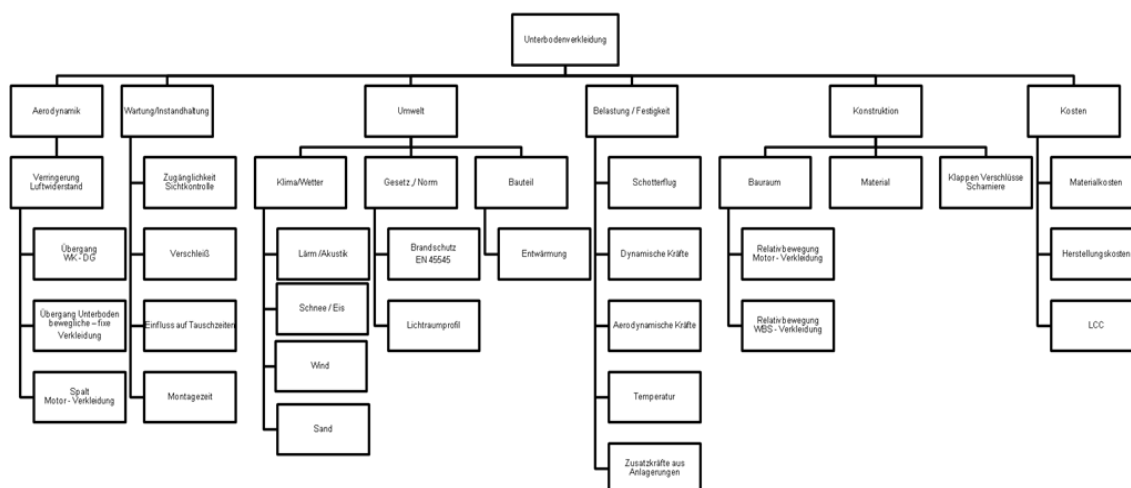 Unterbodenverkleidung
Aerodynamik
Wartung/Instandhaltung
Umwelt
Belastung / Festigkeit
Konstruktion
Kosten
Verringerung
Luftwiderstand
Zugänglichkeit
Sichtkontrolle
Klima/Wetter
Gesetz / Norm
Bauteil
Schotterflug
Bauraum
Material
Klappen Verschlüsse
Scharniere
Materialkosten
Übergang
WK - DG
Verschleiß
Lärm /Akustik
Brandschutz
EN 45545
Entwärmung
Dynamische Kräfte
Relativbewegung
Motor - Verkleidung
Herstellungskosten
Übergang Unterboden
bewegliche – fixe
Verkleidung
Einfluss auf Tauschzeiten
Schnee / Eis
Lichtraumprofil
Aerodynamische Kräfte
Relativbewegung
WBS - Verkleidung
LCC
Wind
Spalt
Motor - Verkleidung
Montagezeit
Sand
Temperatur
Zusatzkräfte aus
Anlagerungen